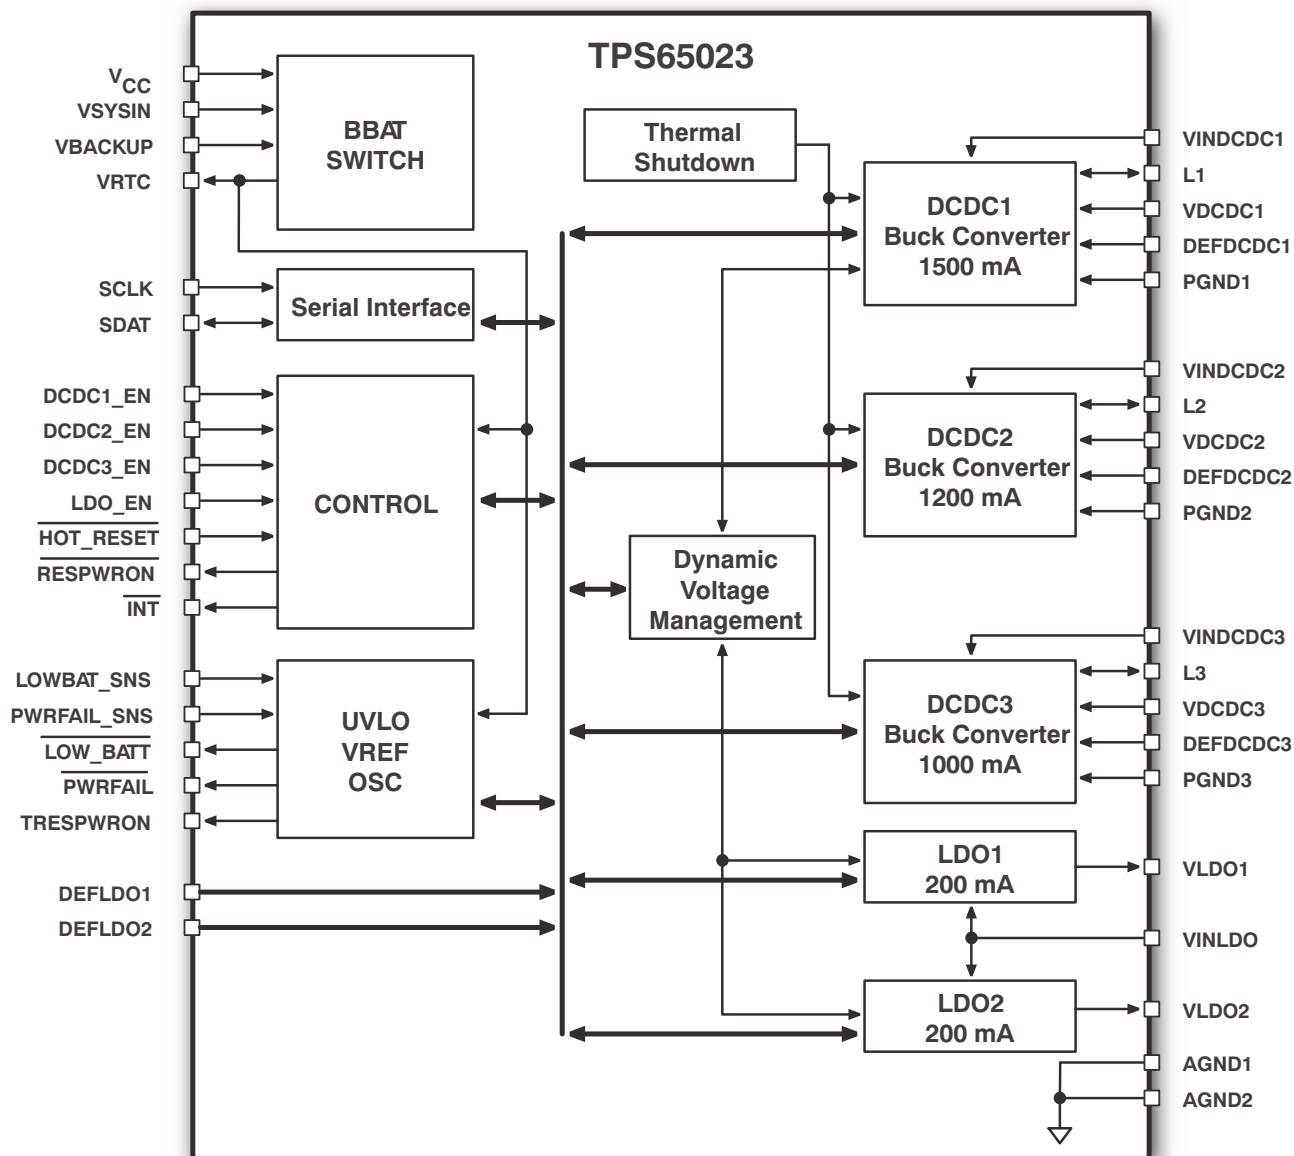 TPS65023
VCC
VSYSIN
VBACKUP
VRTC
BBAT
SWITCH
SCLK
SDAT
Serial Interface
DCDC1_EN
DCDC2_EN
DCDC3_EN
LDO_EN
HOT_RESET
RESPWRON
INT
CONTROL
LOWBAT_SNS
PWRFAIL_SNS
LOW_BATT
PWRFAIL
TRESPWRON
UVLO
VREF
OSC
DEFLDO1
DEFLDO2
Thermal
Shutdown
Dynamic
Voltage
Management
DCDC1
Buck Converter
1500 mA
VINDCDC1
L1
VDCDC1
DEFDCDC1
PGND1
DCDC2
Buck Converter
1200 mA
VINDCDC2
L2
VDCDC2
DEFDCDC2
PGND2
DCDC3
Buck Converter
1000 mA
VINDCDC3
L3
VDCDC3
DEFDCDC3
PGND3
LDO1
200 mA
VLDO1
VINLDO
LDO2
200 mA
VLDO2
AGND1
AGND2